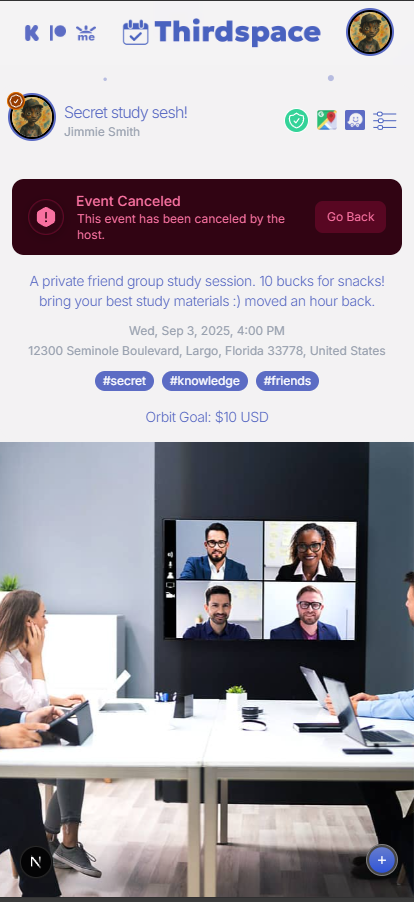 me
Thirdspace
Secret study sesh!
Jimmie Smith
Event Canceled
This event has been canceled by the
host.
Go Back
A private friend group study session. 10 bucks for snacks!
bring your best study materials :) moved an hour back.
Wed, Sep 3, 2025, 4:00 PM
12300 Seminole Boulevard, Largo, Florida 33778, United States
#secret
#knowledge
#friends
Orbit Goal: $10 USD
N
+